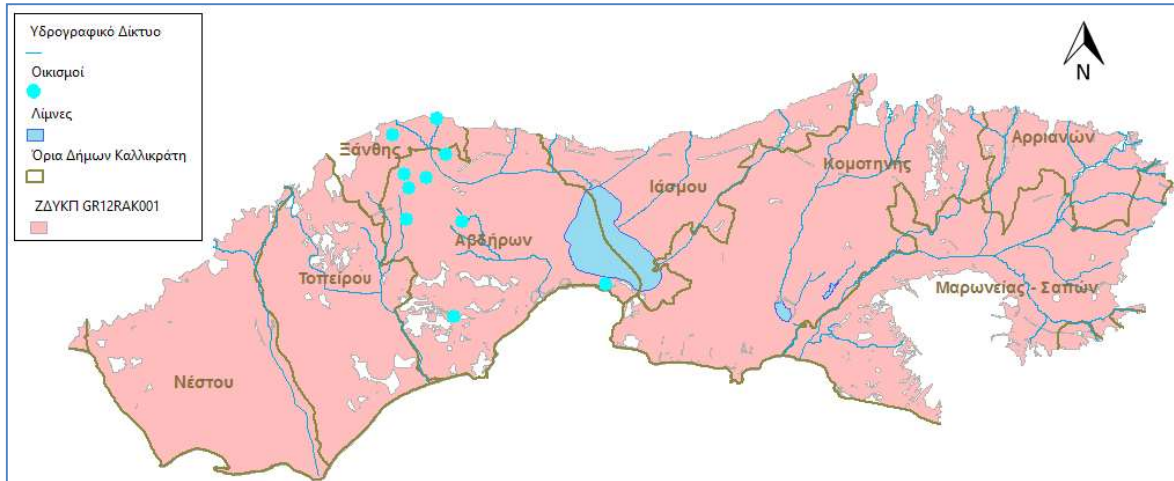 Υδρογραφικό Δίκτυο
Οικισμοί
Λίμνες
Όρια Δήμων Καλλικράτη
ΖΔΥΚΠ GR12RAK001
N
Ξάνθης
Αρριανών
Κομοτηνής
Ιάσμου
Αβδήρων
Τοπείρου
Μαρωνείας - Σαπών
Νέστου